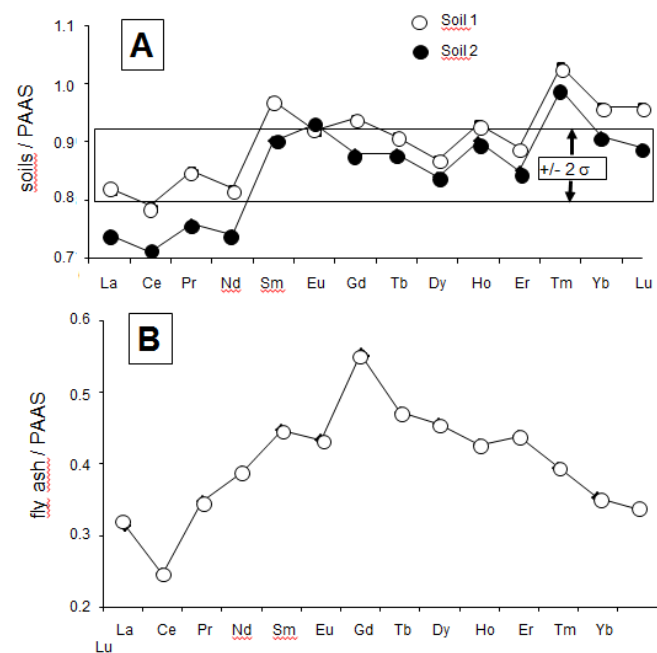 A
Soil 1
Soil 2
1.1
1.0
0.9
0.8
0.7
soils / PAAS
+/- 2 σ
La Ce Pr Nd Sm Eu Gd Tb Dy Ho Er Tm Yb Lu
B
0.6
0.5
0.4
0.3
0.2
fly ash / PAAS
La Ce Pr Nd Sm Eu Gd Tb Dy Ho Er Tm Yb
Lu